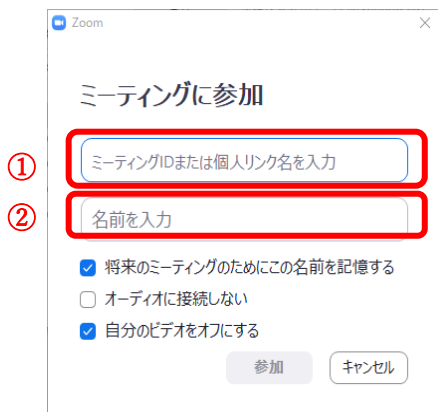 Zoom
ミーティングに参加
① ミーティングIDまたは個人リンク名を入力
② 名前を入力
将来のミーティングのためにこの名前を記憶する
オーディオに接続しない
自分のビデオをオフにする
参加 キャンセル